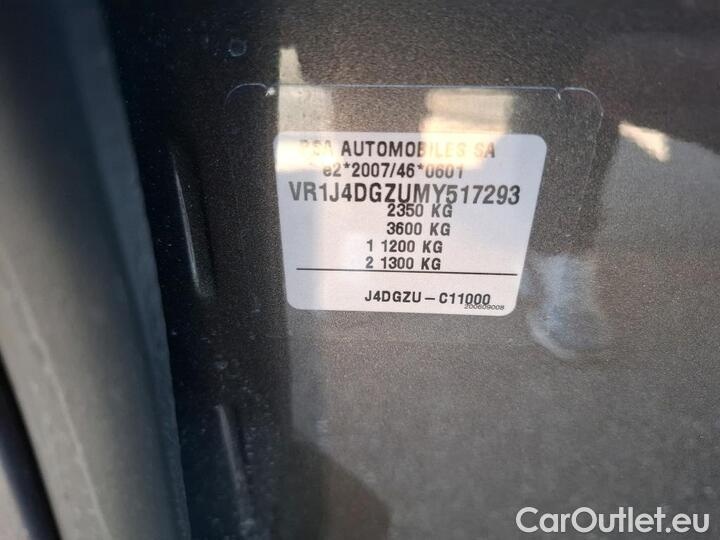 PSA AUTOMOBILES SA
e2*2007/46*0601
VR1J4DGZUMY517293
2350 KG
3600 KG
1 1200 KG
2 1300 KG
J4DGZU - C11000
200609008
CarOutlet.eu